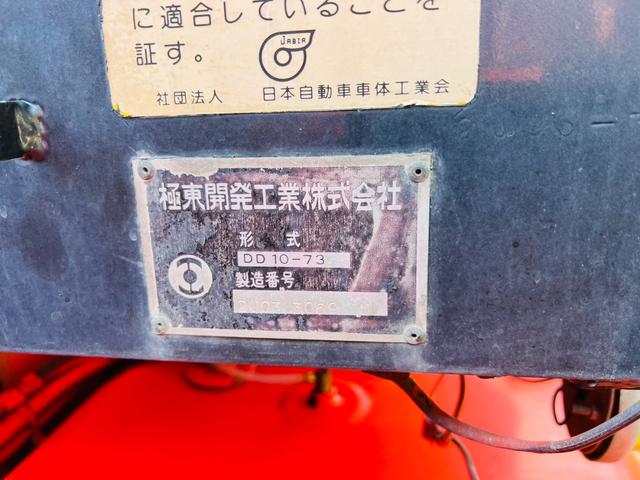 に適合していることを
証す。
JABIA
社団法人 日本自動車車体工業会
極東開発工業株式会社
形 式
DD10-73
製造番号